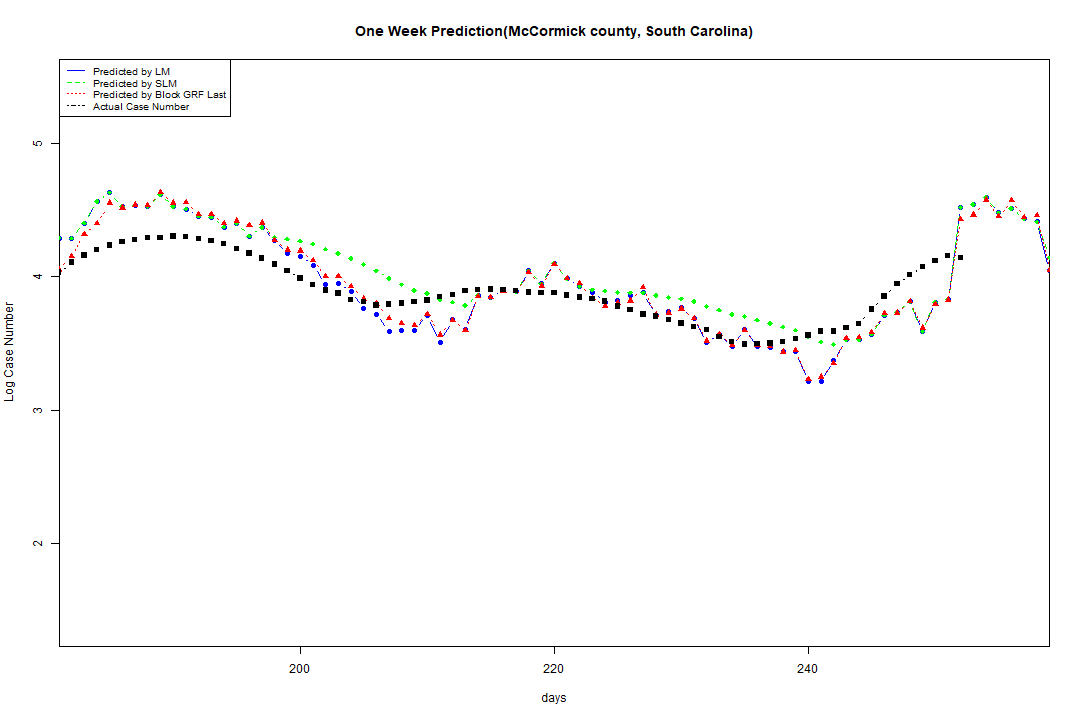 One Week Prediction(McCormick county, South Carolina)
Predicted by LM
Predicted by SLM
Predicted by Block GRF Last
Actual Case Number
5
4
3
2
Log Case Number
200 220 240
days